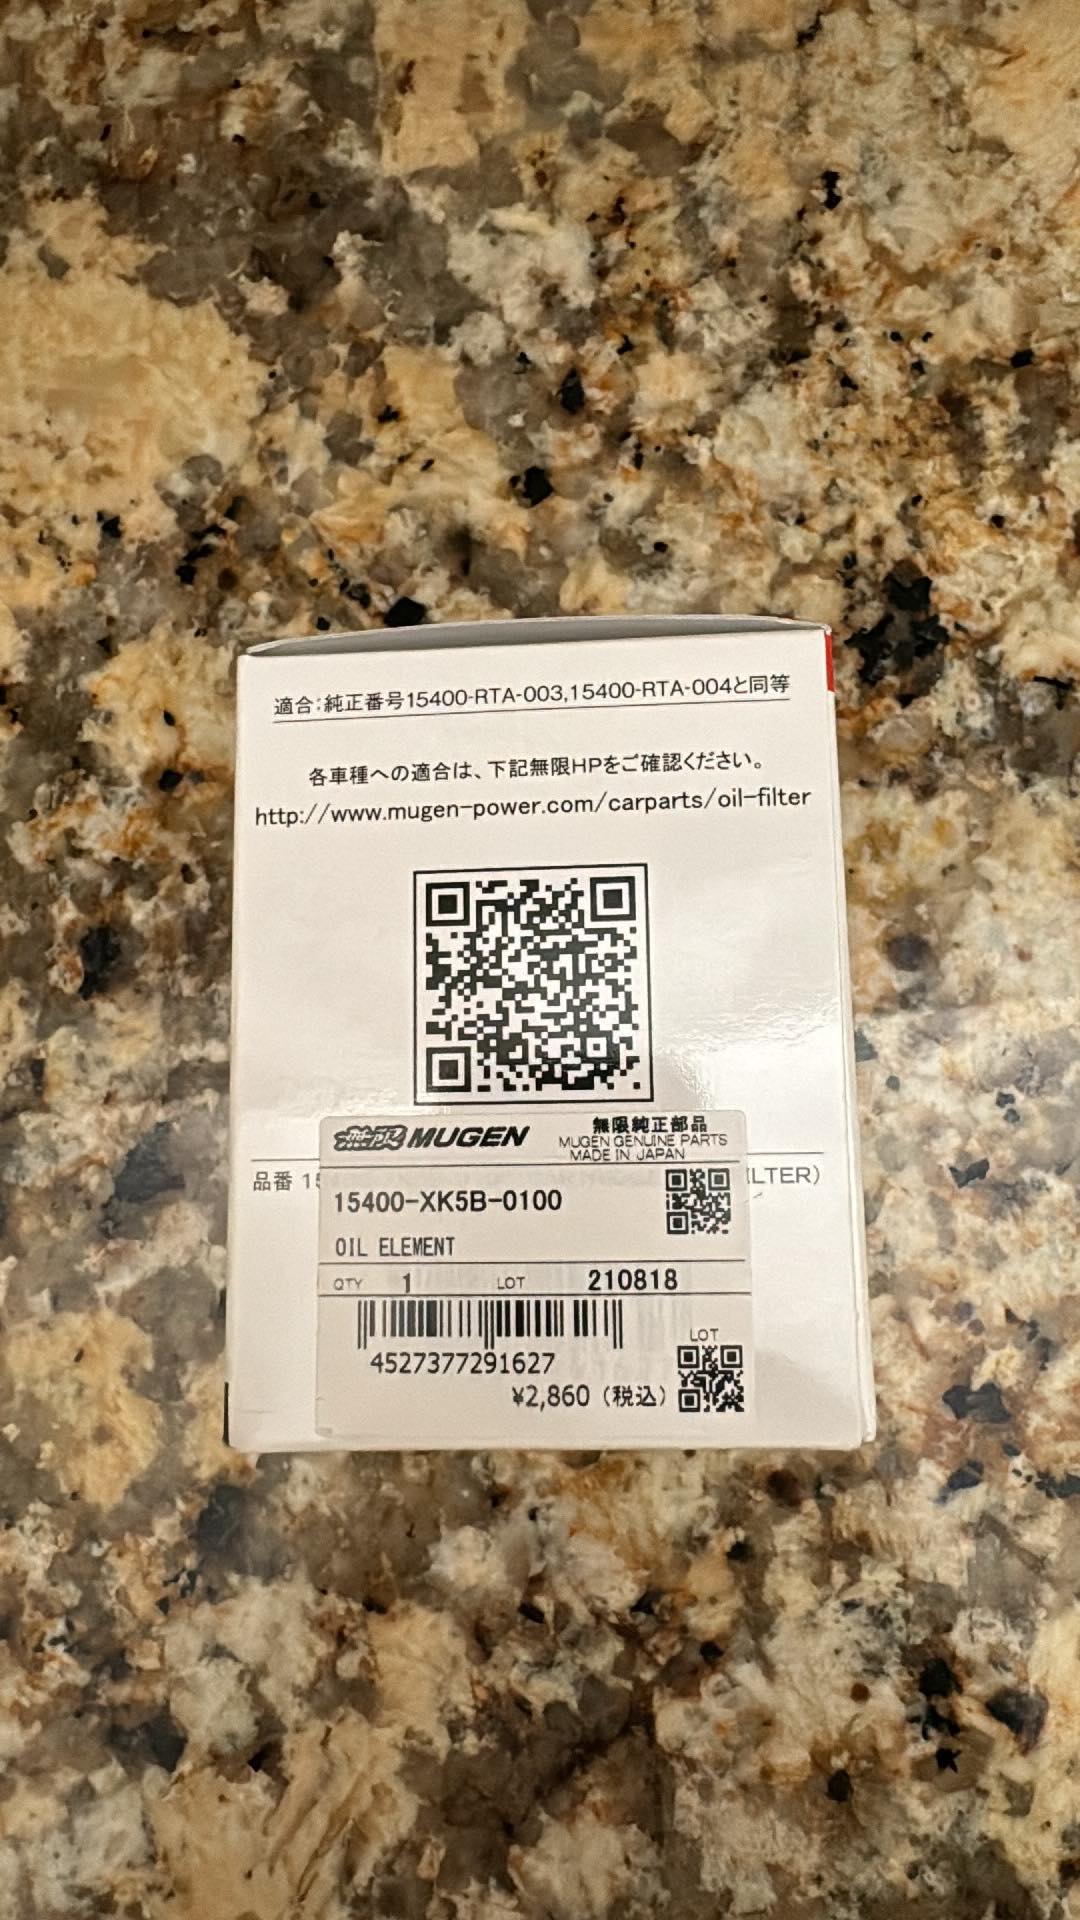 適合:純正番号15400-RTA-003,15400-RTA-004と同等
各車種への適合は、下記無限HPをご確認ください。
http://www.mugen-power.com/carparts/oil-filter
無限 MUGEN
無限純正部品
MUGEN GENUINE PARTS
MADE IN JAPAN
品番 15
LTER)
15400-XK5B-0100
OIL ELEMENT
QTY 1 LOT 210818
4527377291627
LOT
¥2,860(税込)